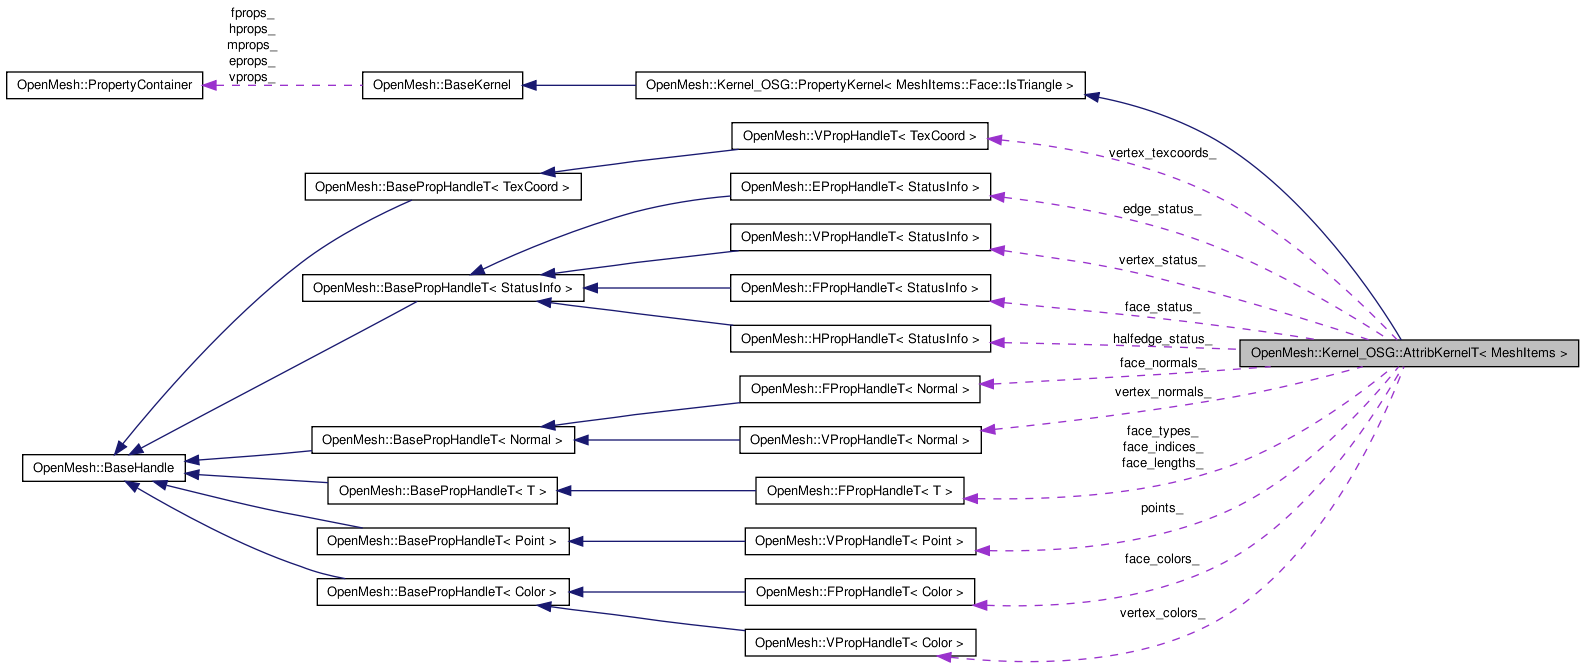 fprops_
hprops_
mprops_
eprops_
vprops_
OpenMesh::PropertyContainer
OpenMesh::BaseKernel
OpenMesh::Kernel_OSG::PropertyKernel< MeshItems::Face::IsTriangle >
OpenMesh::VPropHandleT< TexCoord >
vertex_texcoords_
OpenMesh::BasePropHandleT< TexCoord >
OpenMesh::EPropHandleT< StatusInfo >
edge_status_
OpenMesh::VPropHandleT< StatusInfo >
vertex_status_
OpenMesh::BasePropHandleT< StatusInfo >
OpenMesh::FPropHandleT< StatusInfo >
face_status_
OpenMesh::HPropHandleT< StatusInfo >
halfedge_status_
OpenMesh::Kernel_OSG::AttribKernelT< MeshItems >
face_normals_
OpenMesh::FPropHandleT< Normal >
vertex_normals_
OpenMesh::BasePropHandleT< Normal >
OpenMesh::VPropHandleT< Normal >
face_types_
face_indices_
face_lengths_
OpenMesh::BaseHandle
OpenMesh::BasePropHandleT< T >
OpenMesh::FPropHandleT< T >
points_
OpenMesh::BasePropHandleT< Point >
OpenMesh::VPropHandleT< Point >
face_colors_
OpenMesh::BasePropHandleT< Color >
OpenMesh::FPropHandleT< Color >
vertex_colors_
OpenMesh::VPropHandleT< Color >